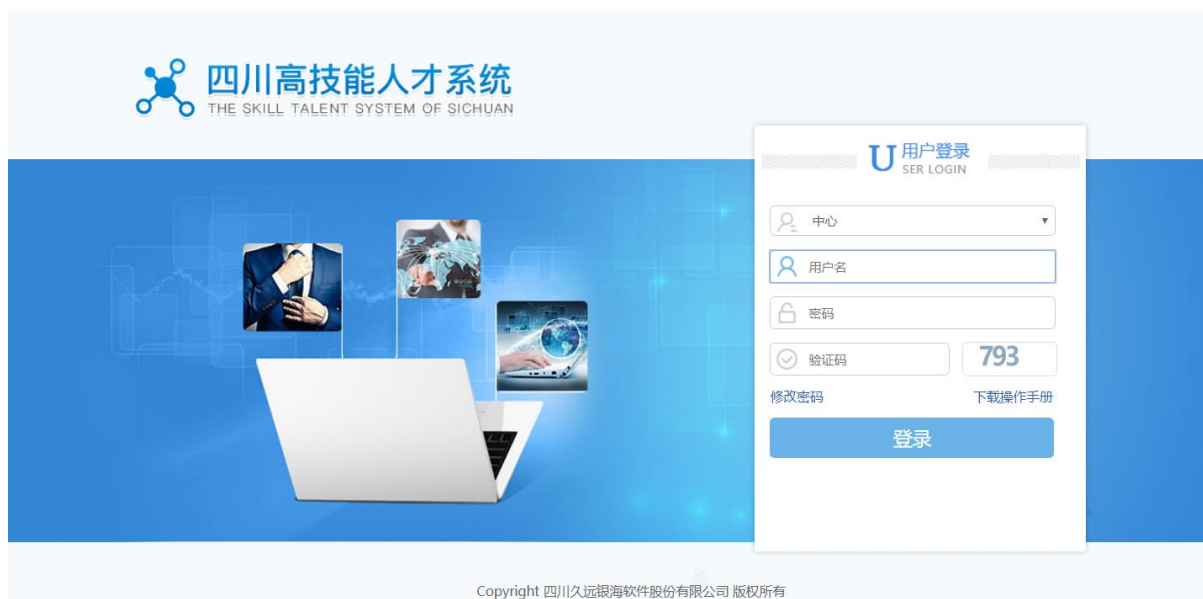 四川高技能人才系统
THE SKILL TALENT SYSTEM OF SICHUAN
U 用户登录
SER LOGIN
中心
用户名
密码
验证码 793
修改密码 下载操作手册
登录
Copyright 四川久远银海软件股份有限公司 版权所有